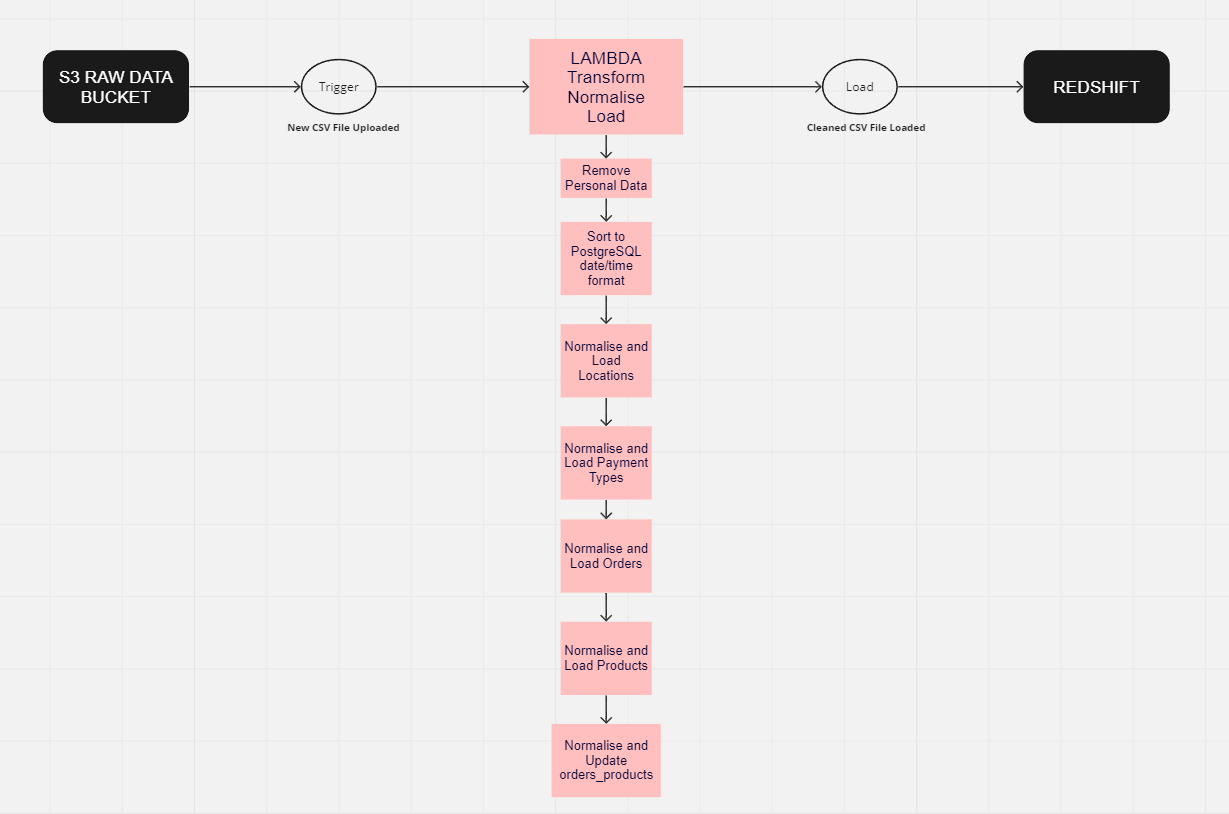 S3 RAW DATA
BUCKET
Trigger
New CSV File Uploaded
LAMBDA
Transform
Normalise
Load
Load
Cleaned CSV File Loaded
REDSHIFT
Remove
Personal Data
Sort to
PostgreSQL
date/time
format
Normalise and
Load
Locations
Normalise and
Load Payment
Types
Normalise and
Load Orders
Normalise and
Load Products
Normalise and
Update
orders_products